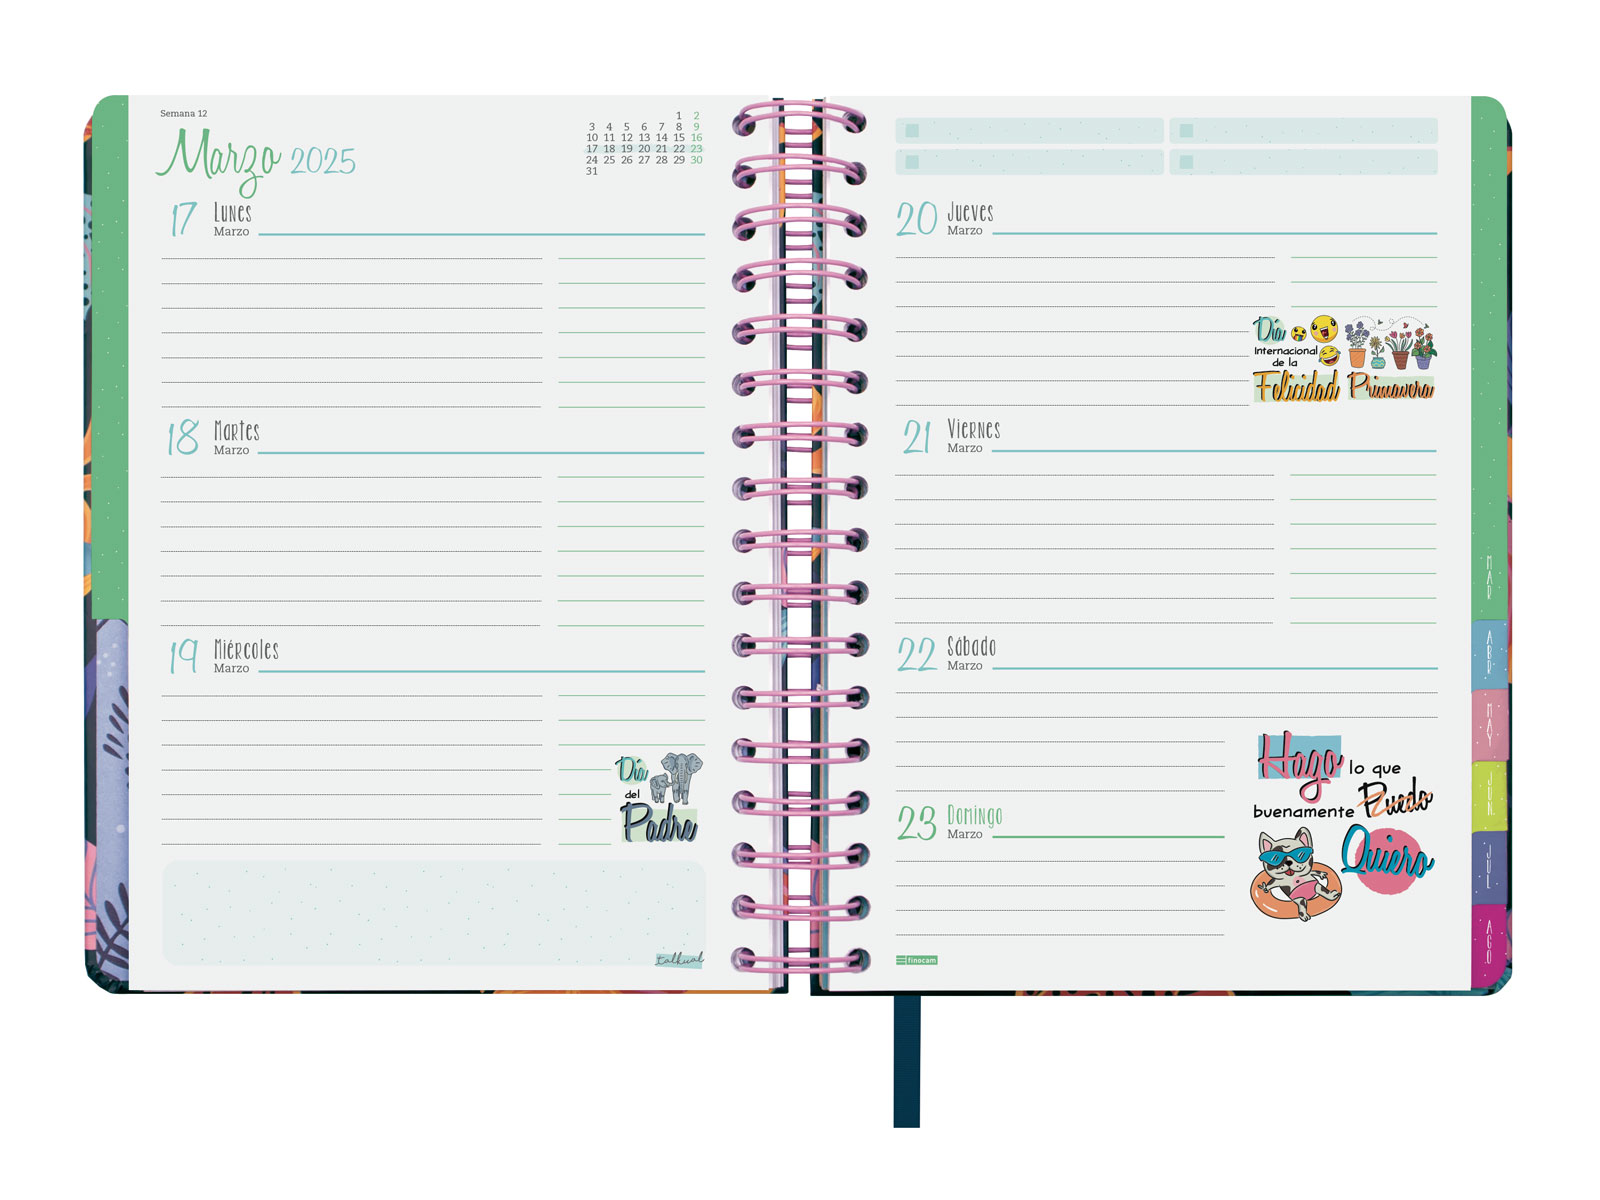 Semana 12
Marzo 2025
1 2
3 4 5 6 7 8 9
10 11 12 13 14 15 16
17 18 19 20 21 22 23
24 25 26 27 28 29 30
31
17 Lunes
Marzo
18 Martes
Marzo
19 Miércoles
Marzo
Día
del
Padre
talkual
20 Jueves
Marzo
Día
Internacional
de la
Felicidad
Primavera
21 Viernes
Marzo
22 Sábado
Marzo
Hago lo que
buenamente Puedo
Quiero
23 Domingo
Marzo
finocam
MAR
ABR
MAY
JUN
JUL
AGO